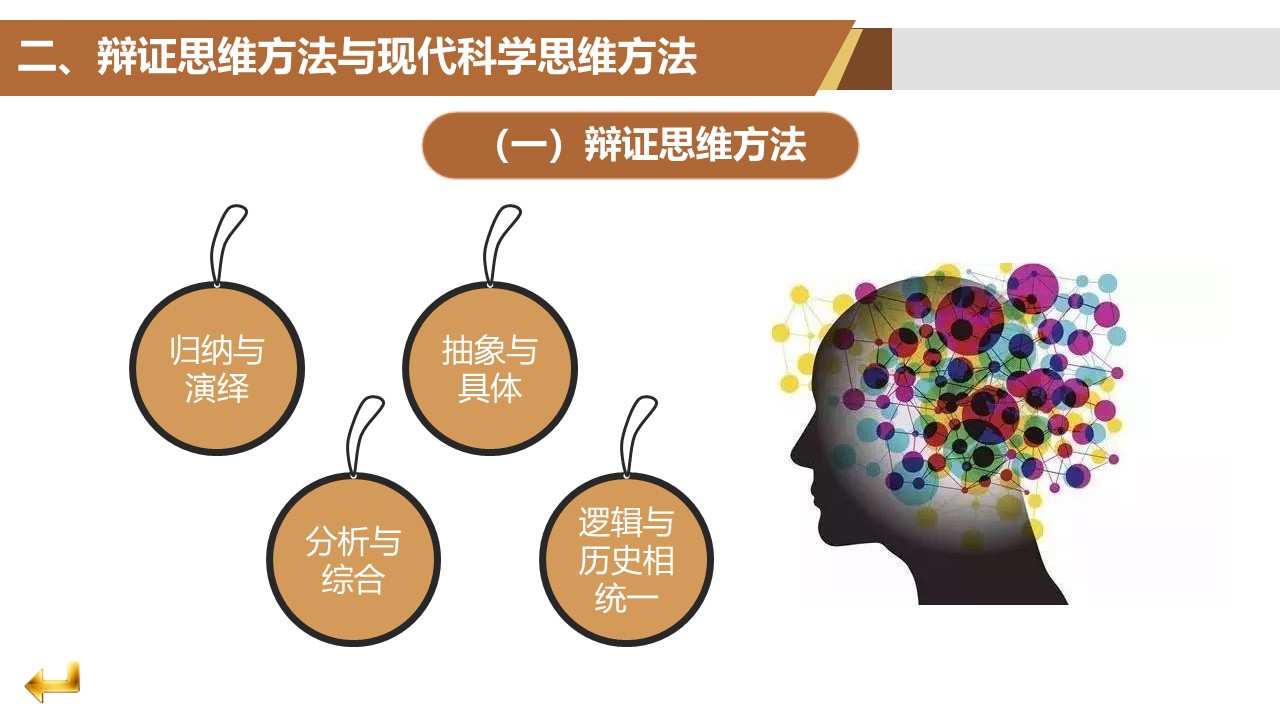 二、辩证思维方法与现代科学思维方法
（一）辩证思维方法
归纳与
演绎
抽象与
具体
分析与
综合
逻辑与
历史相
统一